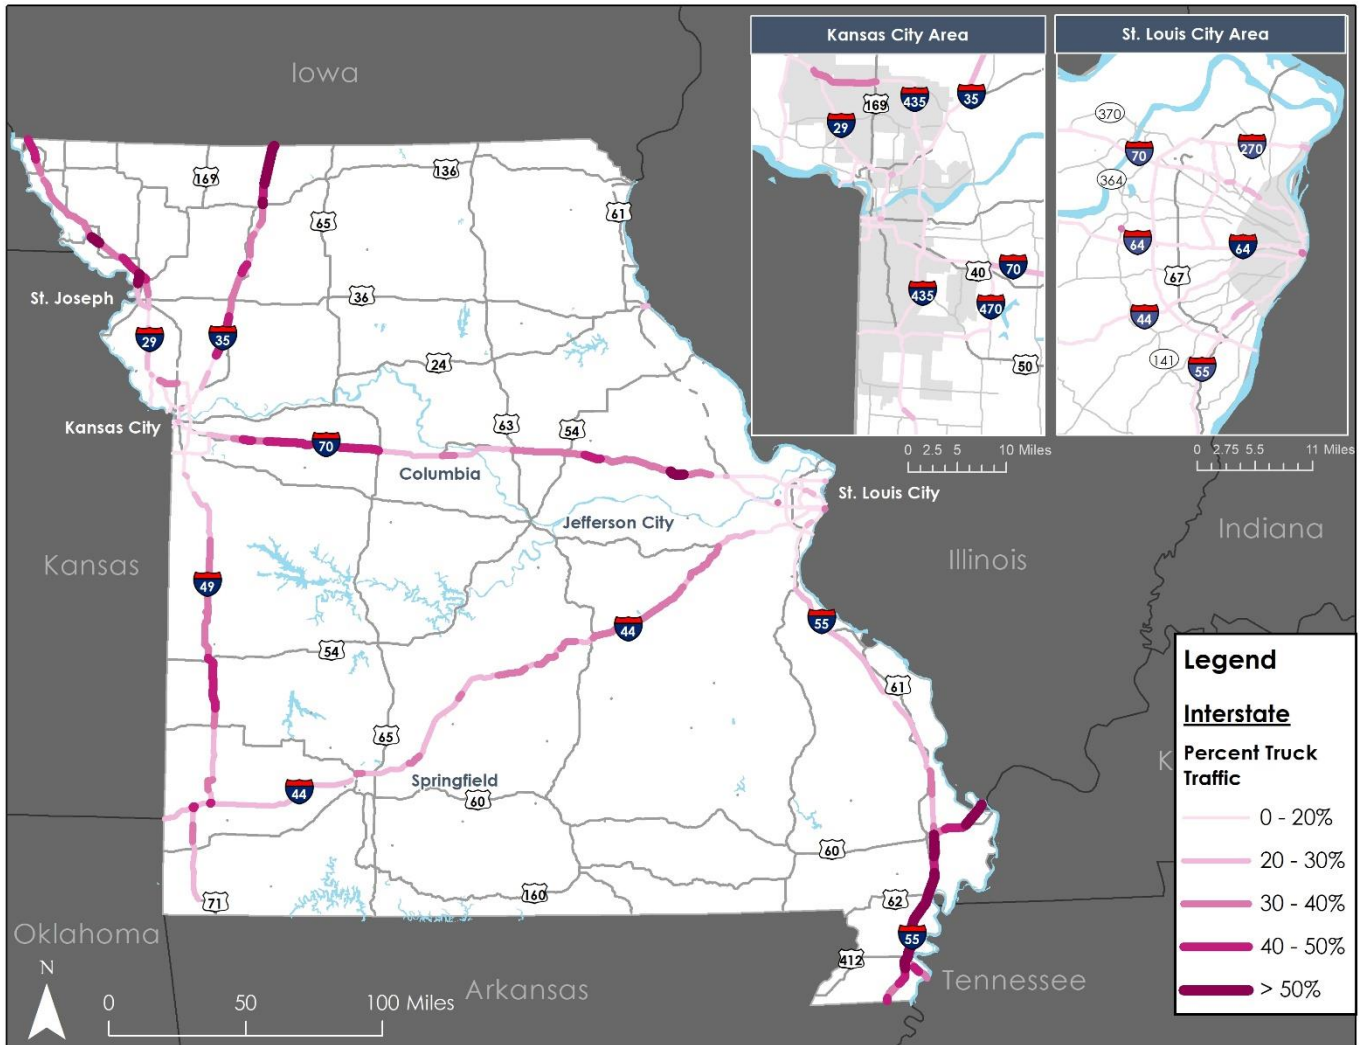 Kansas City Area
St. Louis City Area
Iowa
169
435
35
29
40
70
435
470
50
0 2.5 5 10 Miles
370
70
270
364
64
64
67
44
141
55
0 2.75 5.5 11 Miles
169
136
65
61
St. Joseph
36
29
35
24
63
54
Kansas City
70
Columbia
St. Louis City
Jefferson City
Indiana
Kansas
Illinois
49
44
55
54
61
65
Springfield
44
60
60
71
160
62
55
412
Oklahoma
Arkansas
Tennessee
K
N
0 50 100 Miles
Legend
Interstate
Percent Truck
Traffic
0 - 20%
20 - 30%
30 - 40%
40 - 50%
> 50%